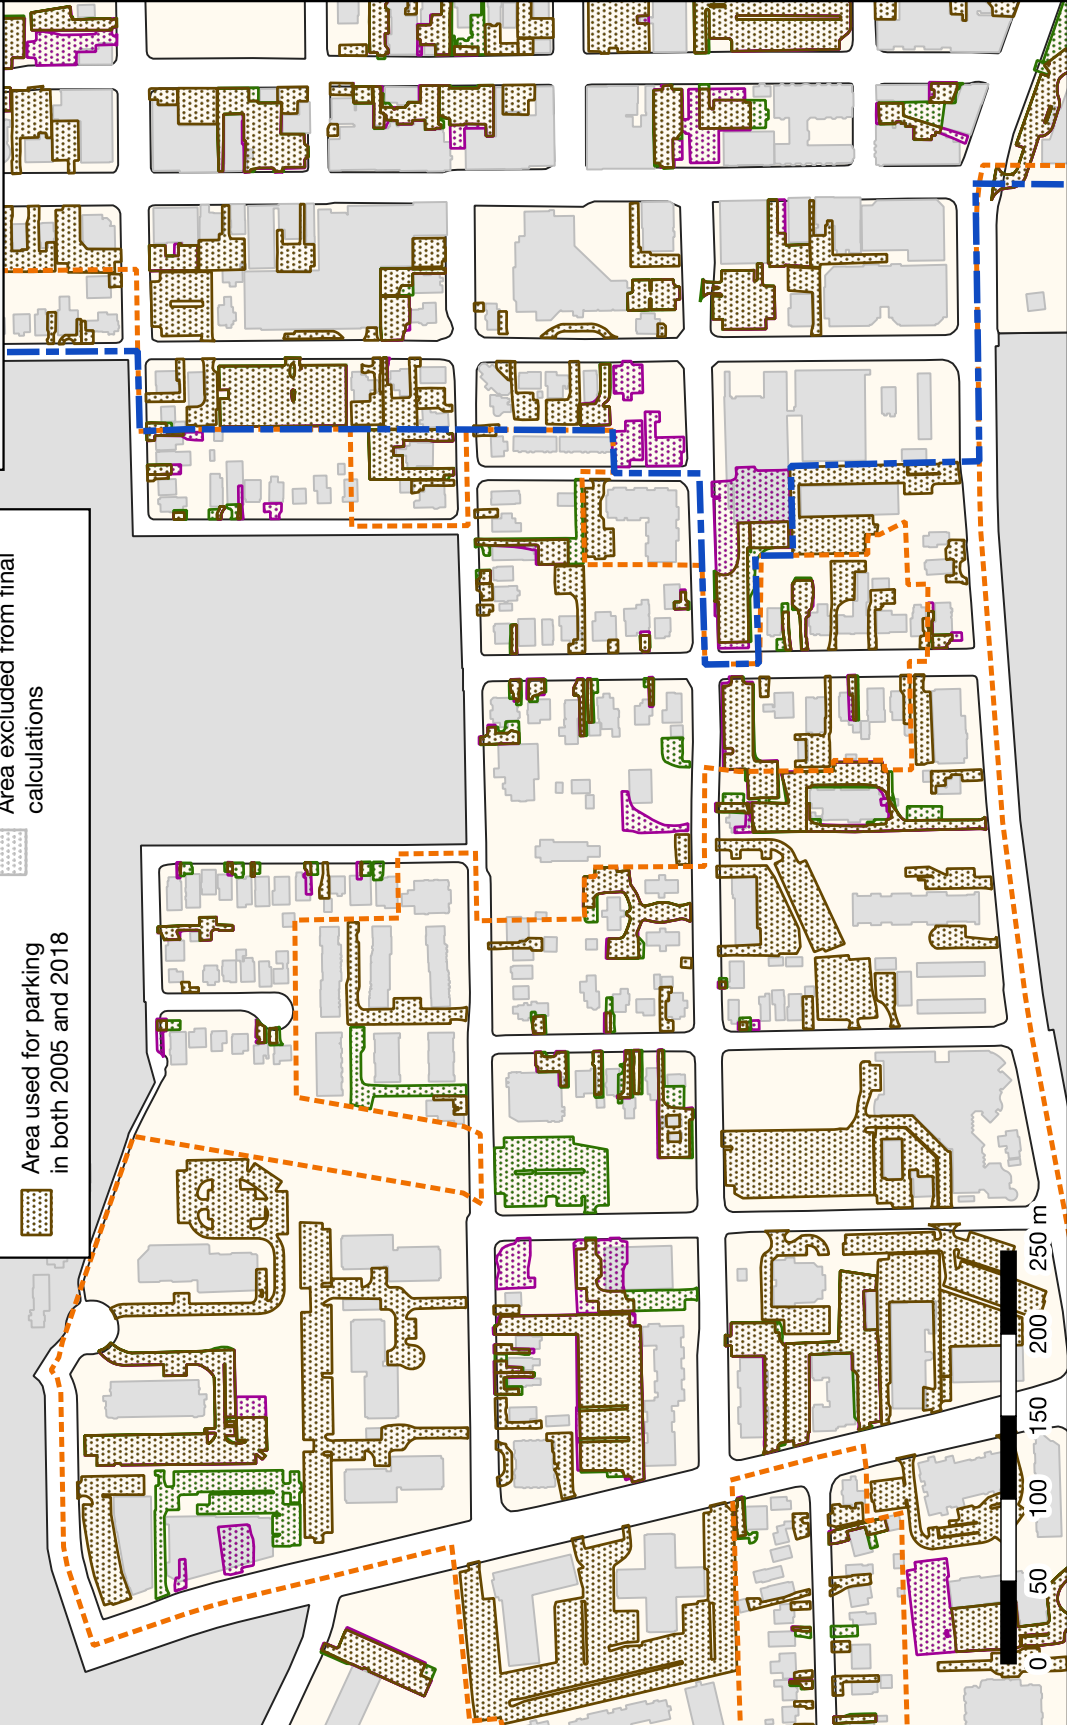 Area excluded from final
calculations
Area used for parking
in both 2005 and 2018
0 50 100 150 200 250 m